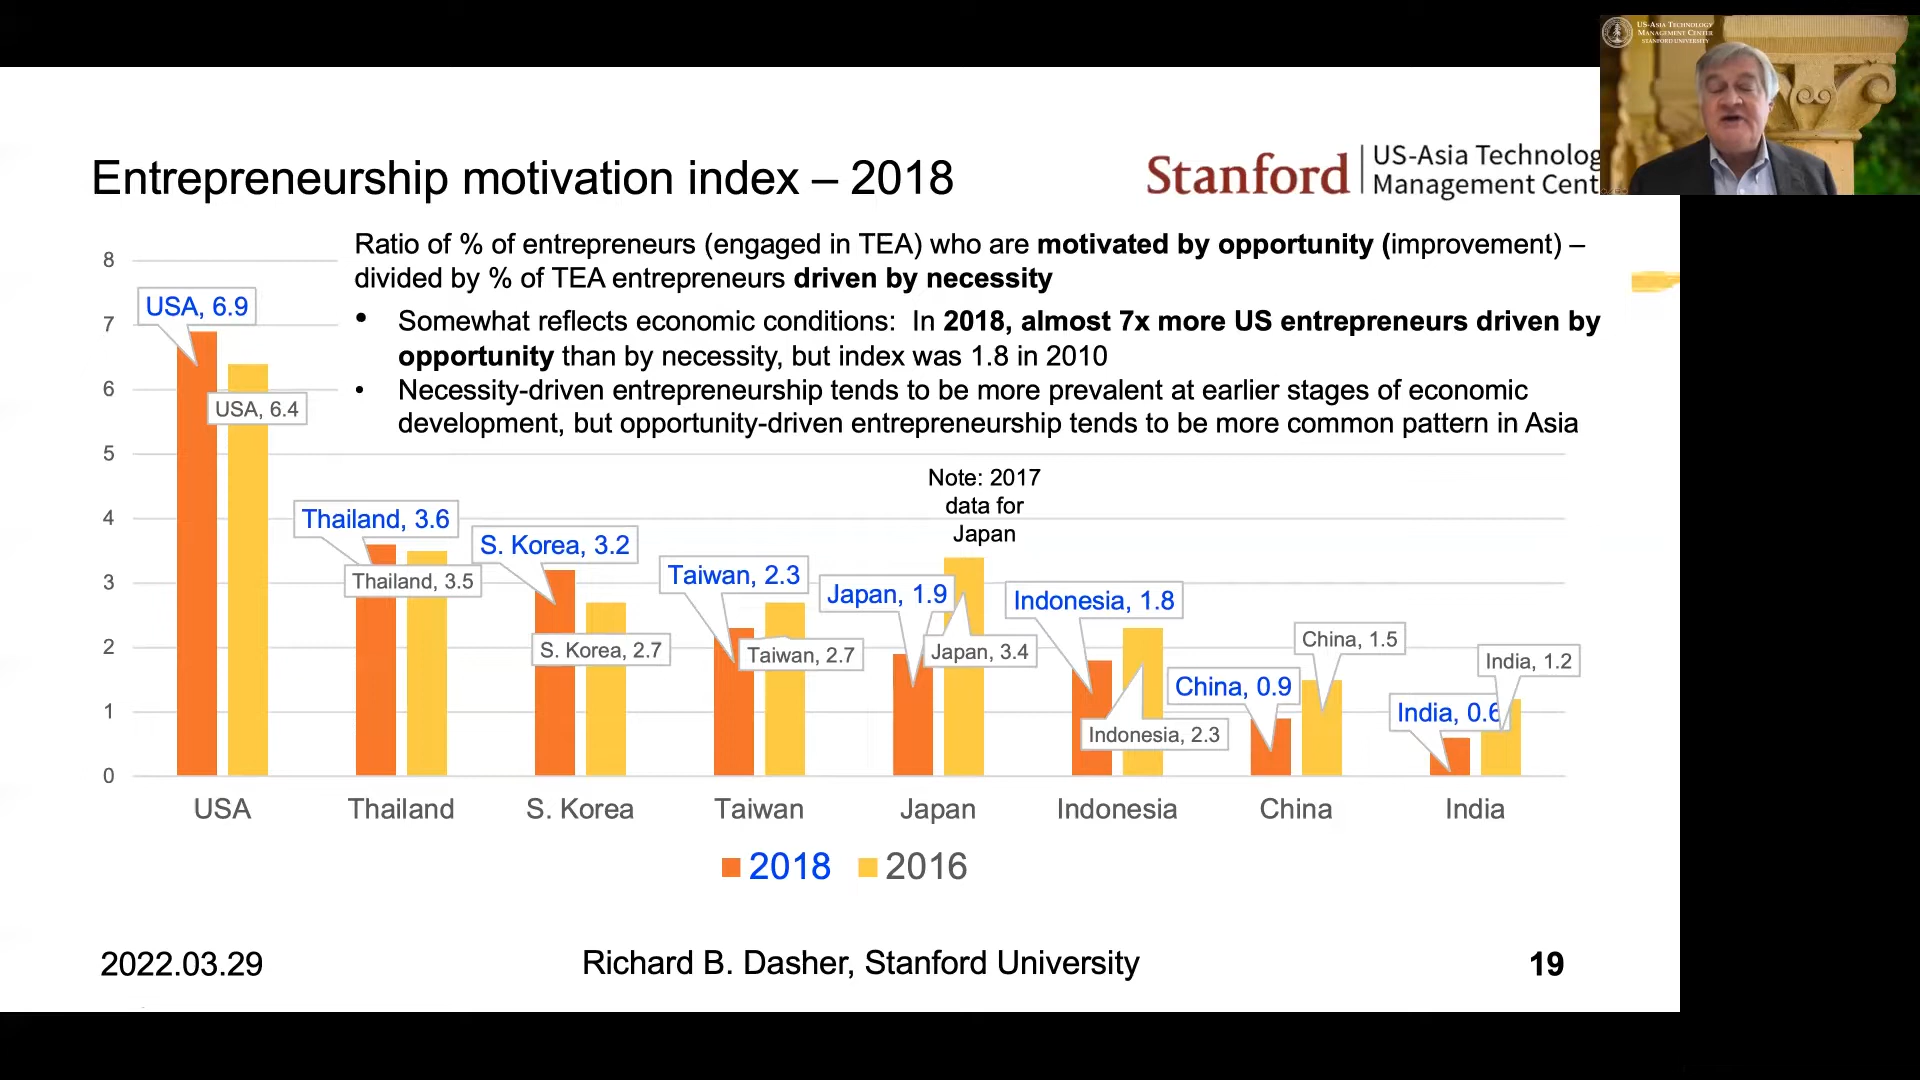 US-ASIA TECHNOLOGY
MANAGEMENT CENTER
STANFORD UNIVERSITY
Entrepreneurship motivation index – 2018
Stanford
US-Asia Technolog
Management Cent
Ratio of % of entrepreneurs (engaged in TEA) who are motivated by opportunity (improvement) –
divided by % of TEA entrepreneurs driven by necessity
• Somewhat reflects economic conditions: In 2018, almost 7x more US entrepreneurs driven by
opportunity than by necessity, but index was 1.8 in 2010
• Necessity-driven entrepreneurship tends to be more prevalent at earlier stages of economic
development, but opportunity-driven entrepreneurship tends to be more common pattern in Asia
8
7
6
5
4
3
2
1
0
USA, 6.9
USA, 6.4
Thailand, 3.6
Thailand, 3.5
S. Korea, 3.2
S. Korea, 2.7
Taiwan, 2.3
Taiwan, 2.7
Note: 2017
data for
Japan
Japan, 1.9
Japan, 3.4
Indonesia, 1.8
Indonesia, 2.3
China, 0.9
China, 1.5
India, 0.6
India, 1.2
USA Thailand S. Korea Taiwan Japan Indonesia China India
2018 2016
2022.03.29 Richard B. Dasher, Stanford University 19